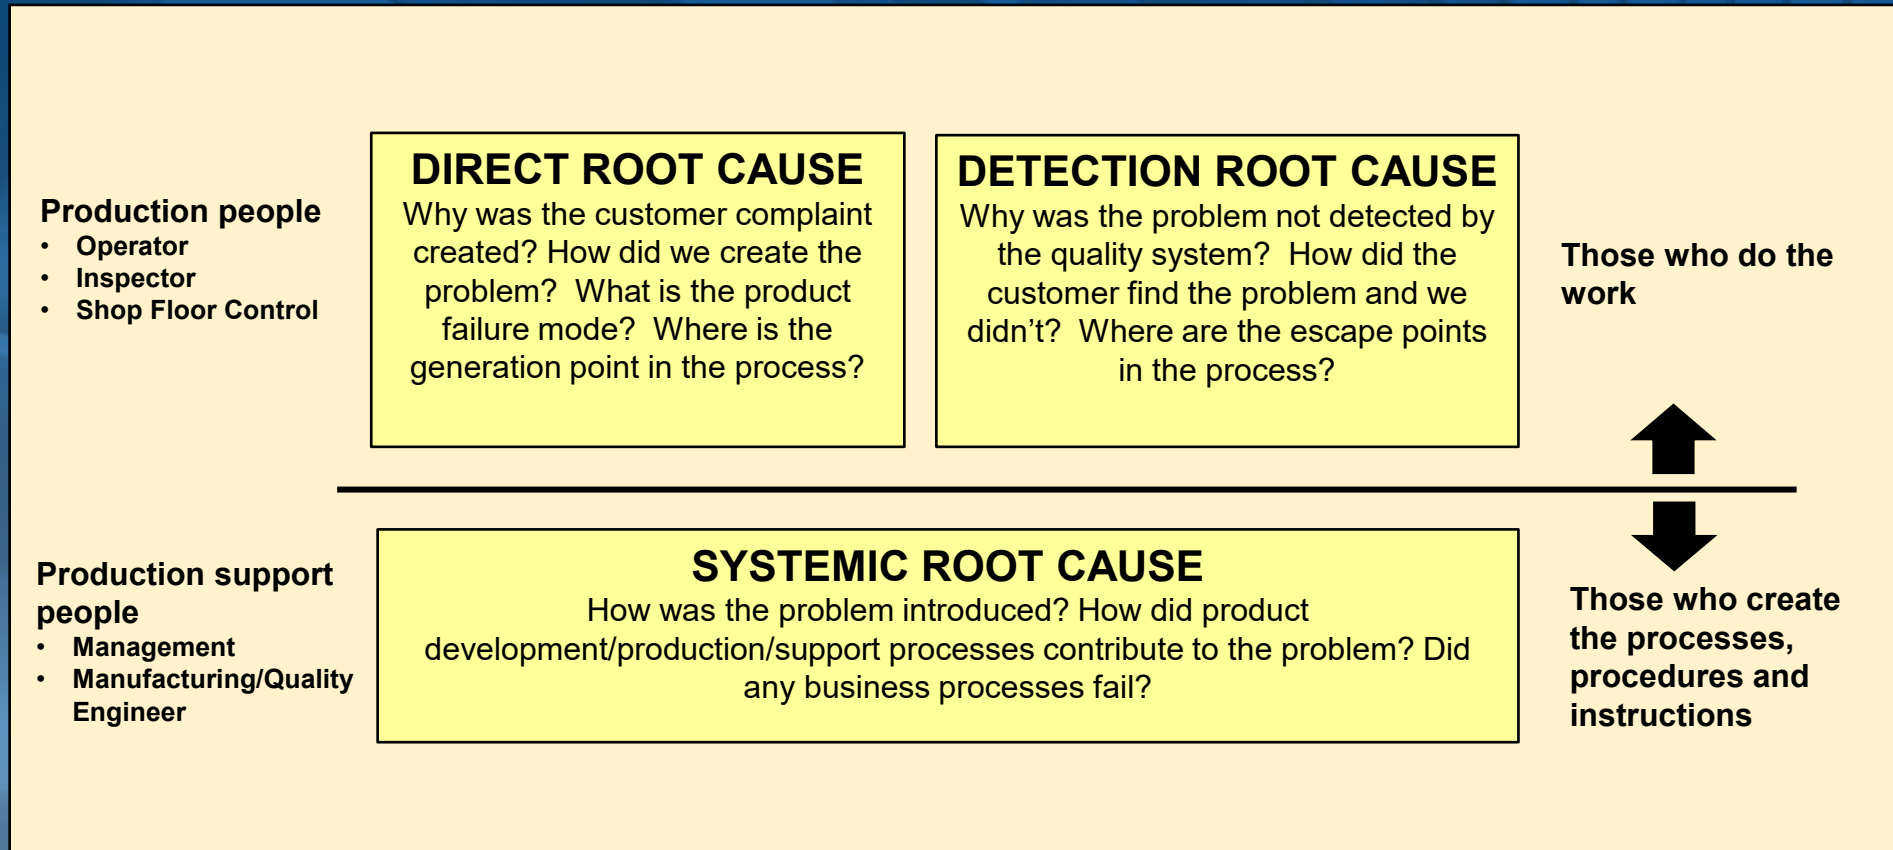 Production people
• Operator
• Inspector
• Shop Floor Control
DIRECT ROOT CAUSE
Why was the customer complaint
created? How did we create the
problem?  What is the product
failure mode?  Where is the
generation point in the process?
DETECTION ROOT CAUSE
Why was the problem not detected by
the quality system?  How did the
customer find the problem and we
didn’t?  Where are the escape points
in the process?
Those who do the
work
Production support
people
• Management
• Manufacturing/Quality
Engineer
SYSTEMIC ROOT CAUSE
How was the problem introduced? How did product
development/production/support processes contribute to the problem? Did
any business processes fail?
Those who create
the processes,
procedures and
instructions